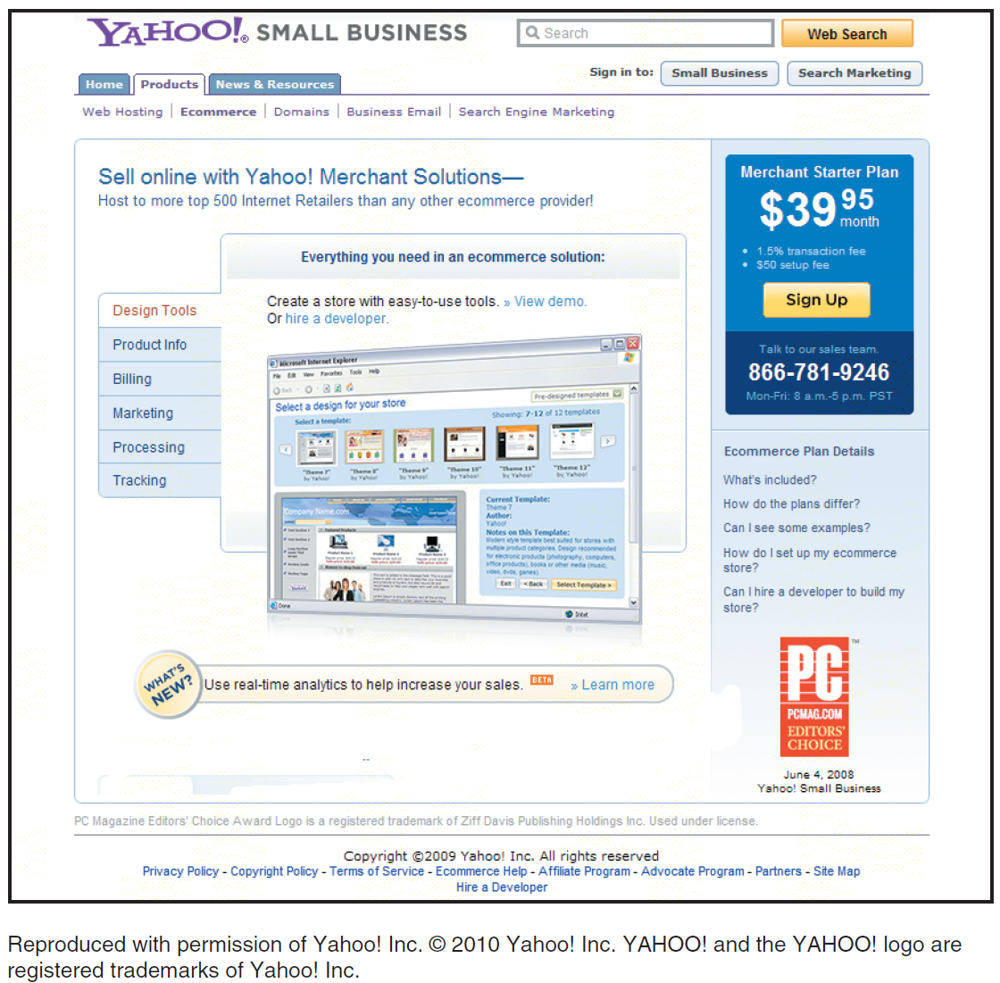 YAHOO!® SMALL BUSINESS
Search
Web Search
Sign in to:
Small Business
Search Marketing
Home
Products
News & Resources
Web Hosting | Ecommerce | Domains | Business Email | Search Engine Marketing
Sell online with Yahoo! Merchant Solutions—
Host to more top 500 Internet Retailers than any other ecommerce provider!
Everything you need in an ecommerce solution:
Design Tools
Product Info
Billing
Marketing
Processing
Tracking
Create a store with easy-to-use tools. » View demo.
Or hire a developer.
Microsoft Internet Explorer
File Edit View Favorites Tools Help
Back
Pre-designed templates
Select a design for your store
Select a template:
Showing: 7-12 of 12 templates
"Theme 7" by Yahoo!
"Theme 8" by Yahoo!
"Theme 9" by Yahoo!
"Theme 10" by Yahoo!
"Theme 11" by Yahoo!
"Theme 12" by Yahoo!
Company Name.com
Featured Products
Product Name 1
Product Name 2
Product Name 3
Current Template:
Theme 7
Author:
Yahoo!
Notes on this Template:
Modern style template best suited for stores with
multiple product categories. Design recommended
for electronic products (photography, computers,
office products), books or other media (music,
video, dvds, games).
Exit
< Back
Select Template >
Done
Intet
WHAT'S
NEW?
Use real-time analytics to help increase your sales. BETA » Learn more
Merchant Starter Plan
$39 95
month
• 1.5% transaction fee
• $50 setup fee
Sign Up
Talk to our sales team.
866-781-9246
Mon-Fri: 8 a.m.-5 p.m. PST
Ecommerce Plan Details
What's included?
How do the plans differ?
Can I see some examples?
How do I set up my ecommerce
store?
Can I hire a developer to build my
store?
PC ™
PCMAG.COM
EDITORS'
CHOICE
June 4, 2008
Yahoo! Small Business
PC Magazine Editors' Choice Award Logo is a registered trademark of Ziff Davis Publishing Holdings Inc. Used under license.
Copyright ©2009 Yahoo! Inc. All rights reserved
Privacy Policy - Copyright Policy - Terms of Service - Ecommerce Help - Affiliate Program - Advocate Program - Partners - Site Map
Hire a Developer
Reproduced with permission of Yahoo! Inc. © 2010 Yahoo! Inc. YAHOO! and the YAHOO! logo are
registered trademarks of Yahoo! Inc.